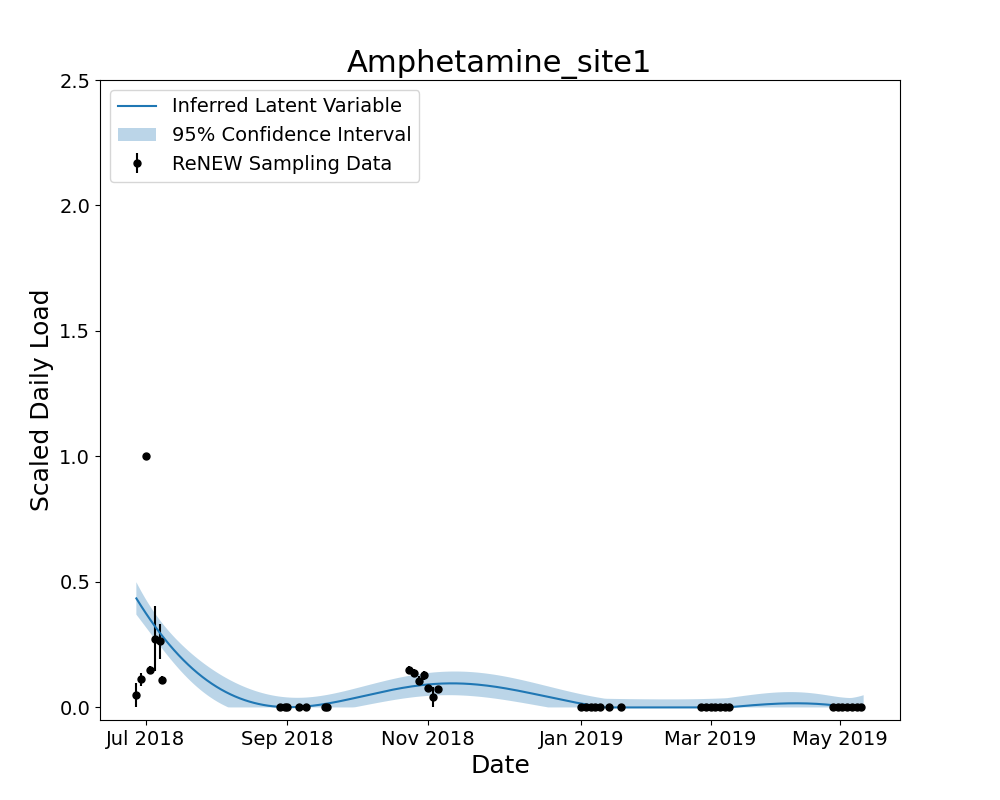 Amphetamine_site1
Inferred Latent Variable
95% Confidence Interval
ReNEW Sampling Data
Scaled Daily Load
2.5
2.0
1.5
1.0
0.5
0.0
Jul 2018 Sep 2018 Nov 2018 Jan 2019 Mar 2019 May 2019
Date